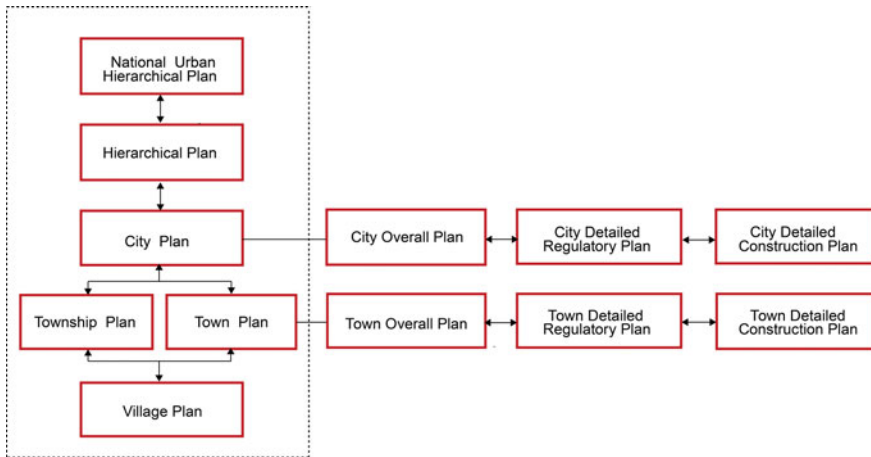 National Urban
Hierarchical Plan
Hierarchical Plan
City Plan
City Overall Plan
City Detailed
Regulatory Plan
City Detailed
Construction Plan
Township Plan
Town Plan
Town Overall Plan
Town Detailed
Regulatory Plan
Town Detailed
Construction Plan
Village Plan